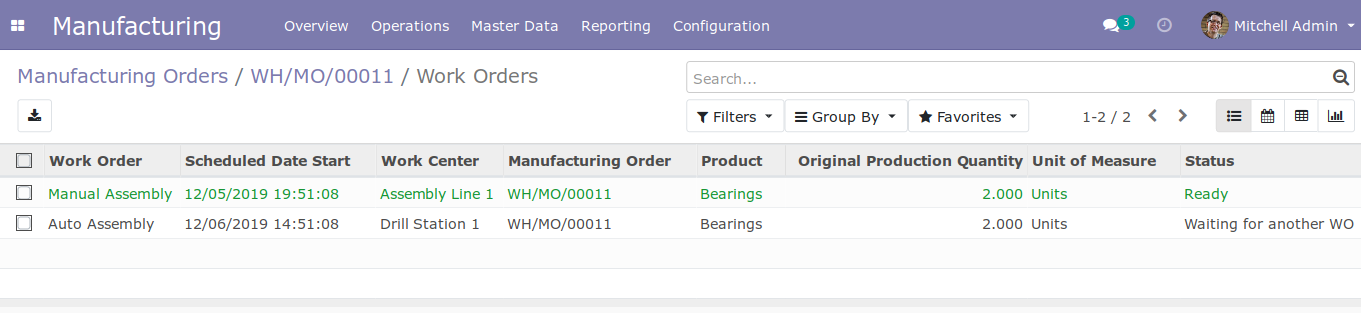 Manufacturing Overview Operations Master Data Reporting Configuration 3 Mitchell Admin
Manufacturing Orders / WH/MO/00011 / Work Orders Search...
Filters Group By Favorites 1-2 / 2
Work Order Scheduled Date Start Work Center Manufacturing Order Product Original Production Quantity Unit of Measure Status
Manual Assembly 12/05/2019 19:51:08 Assembly Line 1 WH/MO/00011 Bearings 2.000 Units Ready
Auto Assembly 12/06/2019 14:51:08 Drill Station 1 WH/MO/00011 Bearings 2.000 Units Waiting for another WO